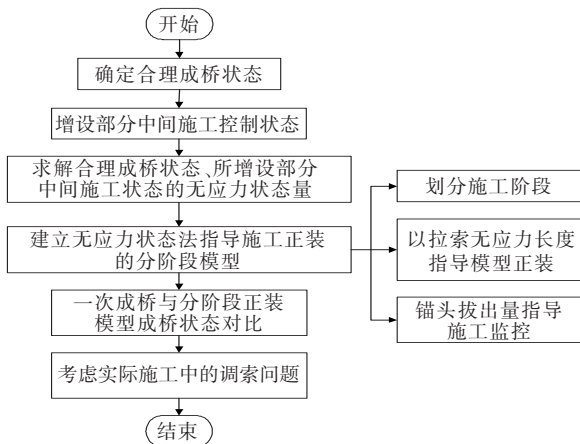 开始
确定合理成桥状态
增设部分中间施工控制状态
求解合理成桥状态、所增设部分
中间施工状态的无应力状态量
建立无应力状态法指导施工正装
的分阶段模型
划分施工阶段
以拉索无应力长度
指导模型正装
锚头拔出量指导
施工监控
一次成桥与分阶段正装
模型成桥状态对比
考虑实际施工中的调索问题
结束